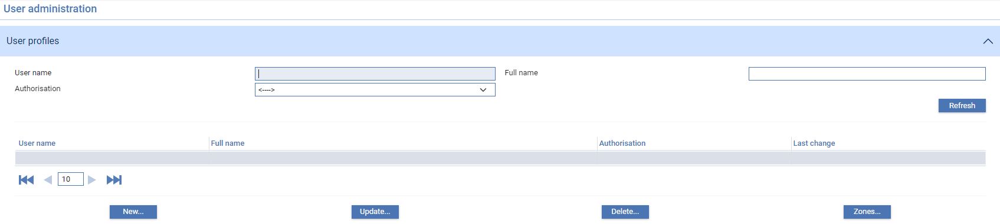 User administration
User profiles
User name
Full name
Authorisation
<---->
Refresh
User name Full name Authorisation Last change
10
New... Update... Delete... Zones...